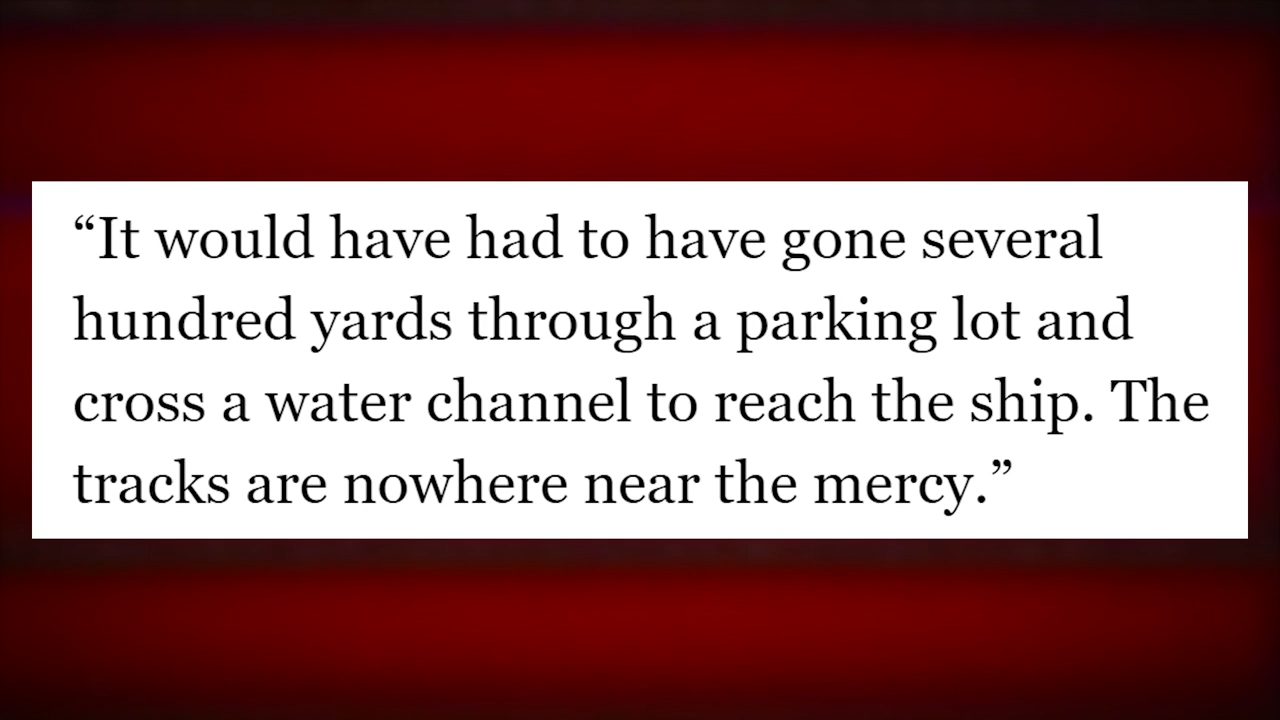 “It would have had to have gone several
hundred yards through a parking lot and
cross a water channel to reach the ship. The
tracks are nowhere near the mercy.”